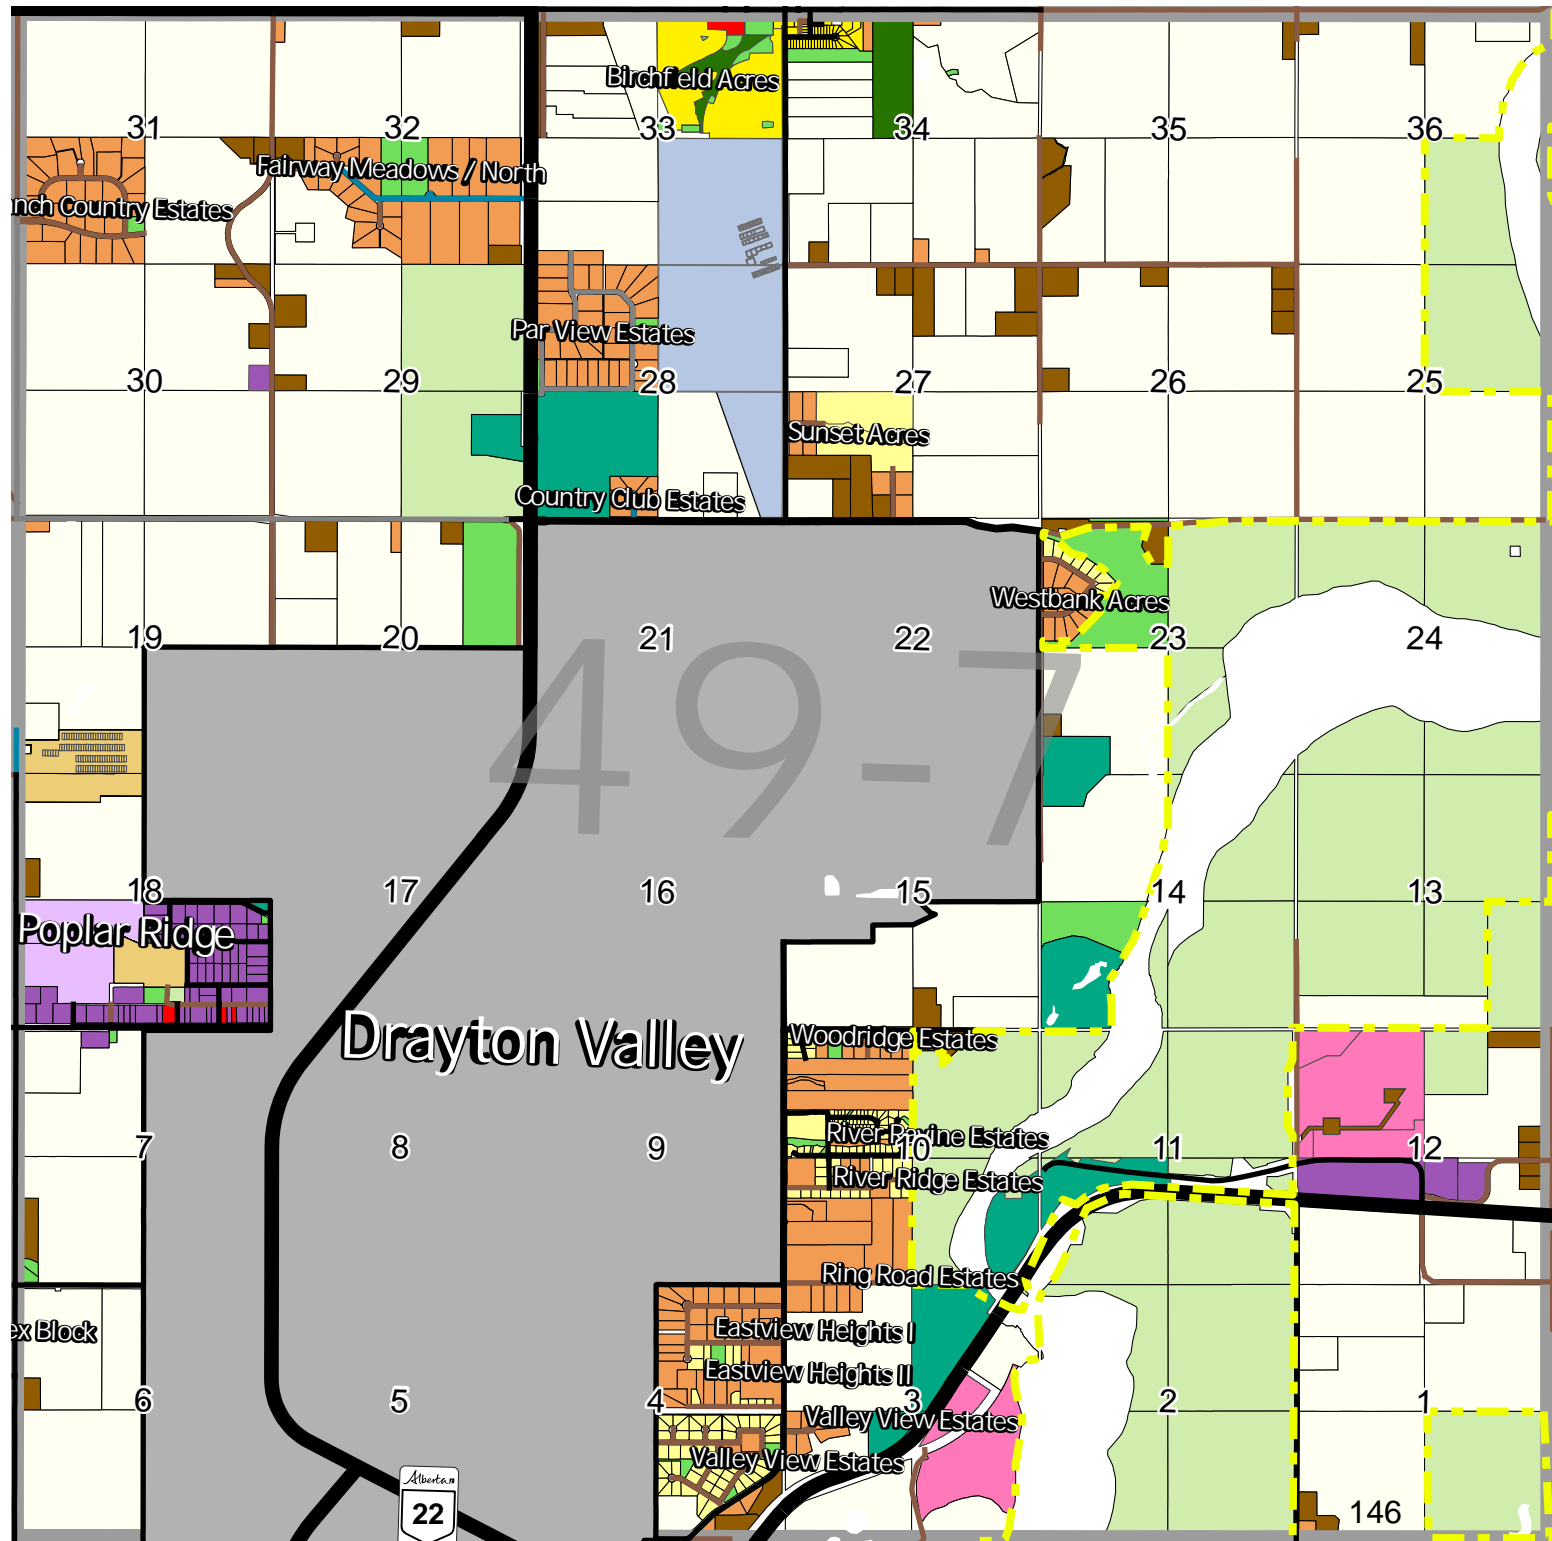 Birchfield Acres
31
32
33
34
35
36
Fairway Meadows / North
nch Country Estates
Par View Estates
30
29
28
27
26
25
Sunset Acres
Country Club Estates
Westbank Acres
19
20
21
22
23
24
49-7
18
17
16
15
14
13
Poplar Ridge
Drayton Valley
Woodridge Estates
River Ravine Estates
7
8
9
10
11
12
River Ridge Estates
Ring Road Estates
ex Block
Eastview Heights I
Eastview Heights II
6
5
4
3
2
1
Valley View Estates
Valley View Estates
Alberta
22
146